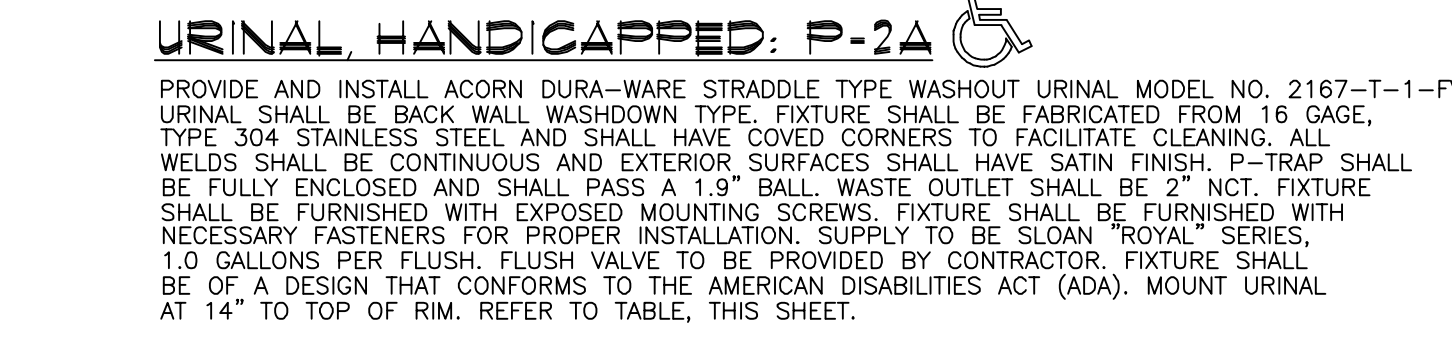 URINAL, HANDICAPPED: P-2A
PROVIDE AND INSTALL ACORN DURA-WARE STRADDLE TYPE WASHOUT URINAL MODEL NO. 2167-T-1-F
URINAL SHALL BE BACK WALL WASHDOWN TYPE. FIXTURE SHALL BE FABRICATED FROM 16 GAGE,
TYPE 304 STAINLESS STEEL AND SHALL HAVE COVED CORNERS TO FACILITATE CLEANING. ALL
WELDS SHALL BE CONTINUOUS AND EXTERIOR SURFACES SHALL HAVE SATIN FINISH. P-TRAP SHALL
BE FULLY ENCLOSED AND SHALL PASS A 1.9" BALL. WASTE OUTLET SHALL BE 2" NCT. FIXTURE
SHALL BE FURNISHED WITH EXPOSED MOUNTING SCREWS. FIXTURE SHALL BE FURNISHED WITH
NECESSARY FASTENERS FOR PROPER INSTALLATION. SUPPLY TO BE SLOAN "ROYAL" SERIES,
1.0 GALLONS PER FLUSH. FLUSH VALVE TO BE PROVIDED BY CONTRACTOR. FIXTURE SHALL
BE OF A DESIGN THAT CONFORMS TO THE AMERICAN DISABILITIES ACT (ADA). MOUNT URINAL
AT 14" TO TOP OF RIM. REFER TO TABLE, THIS SHEET.